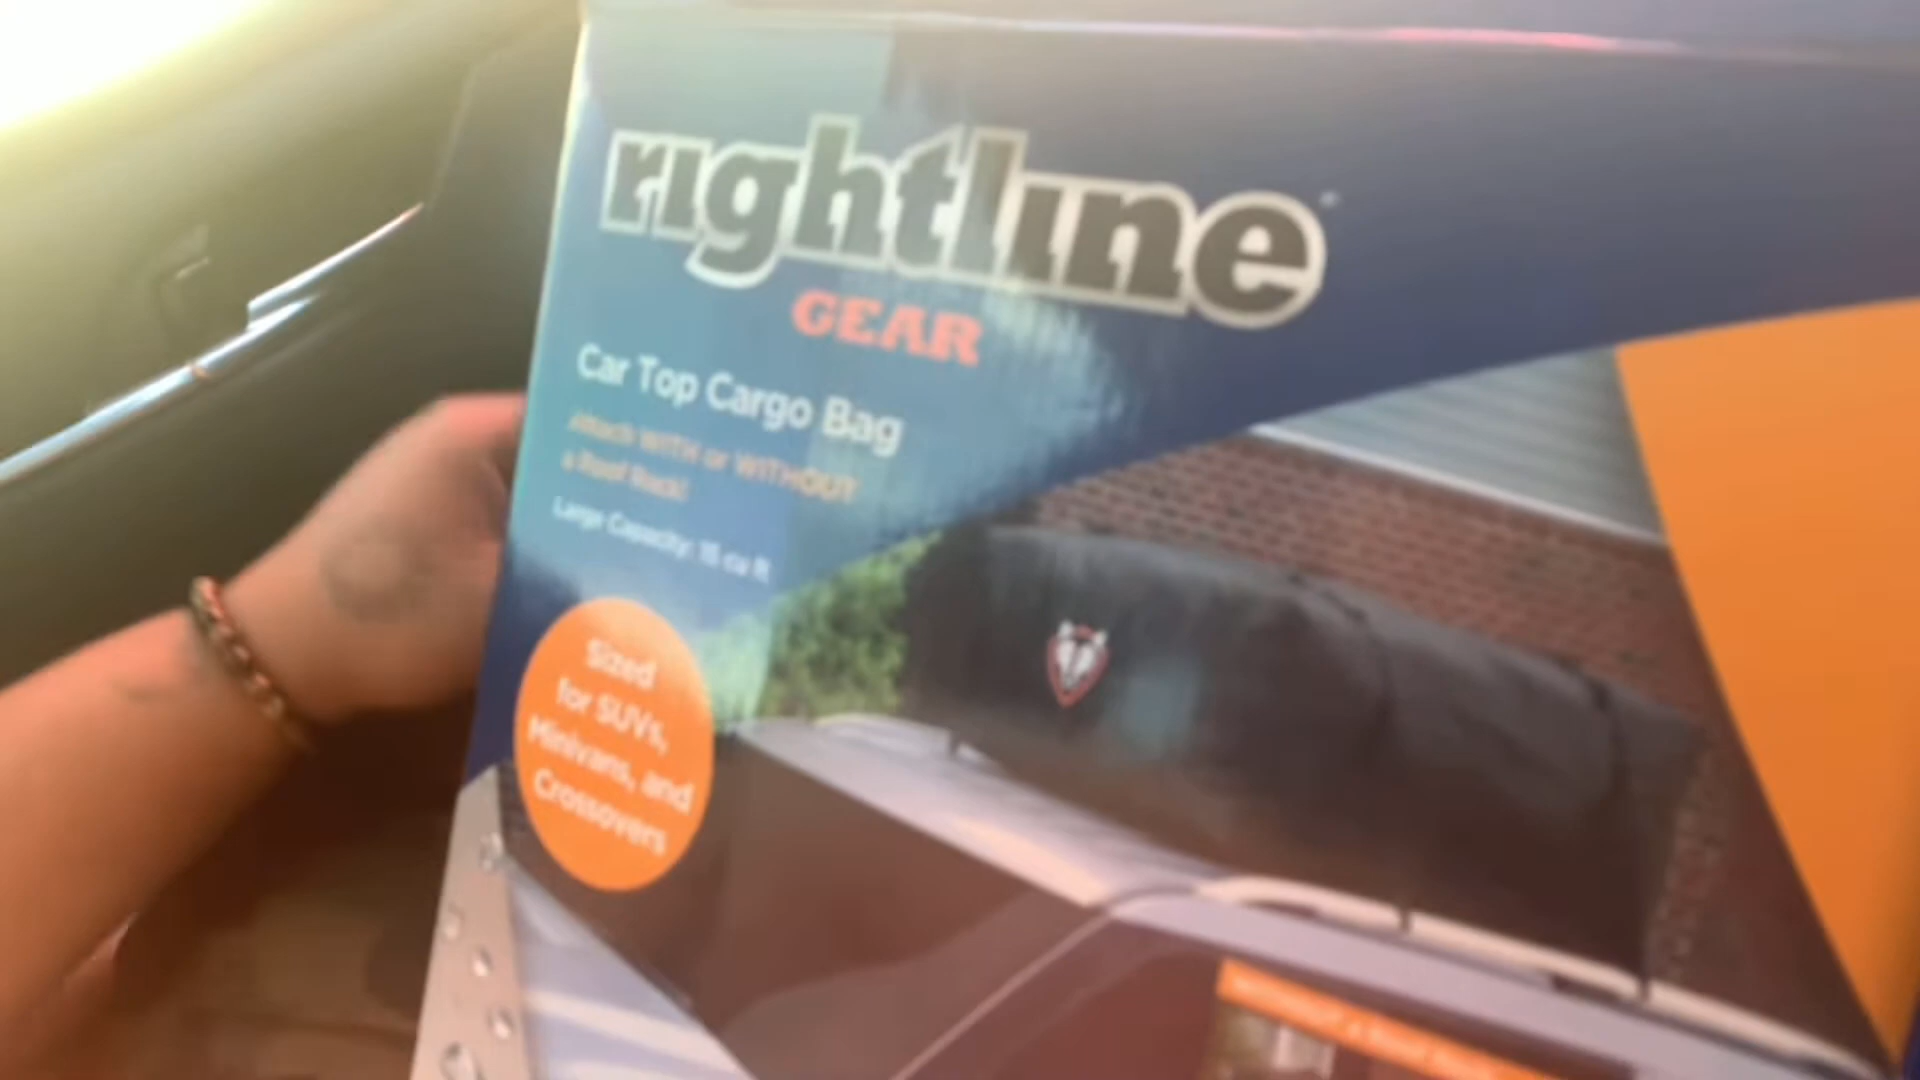 rightline
GEAR
Car Top Cargo Bag
Attach WITH or WITHOUT
a Roof Rack!
Large Capacity: 15 cu ft
Sized
for SUVs,
Minivans, and
Crossovers